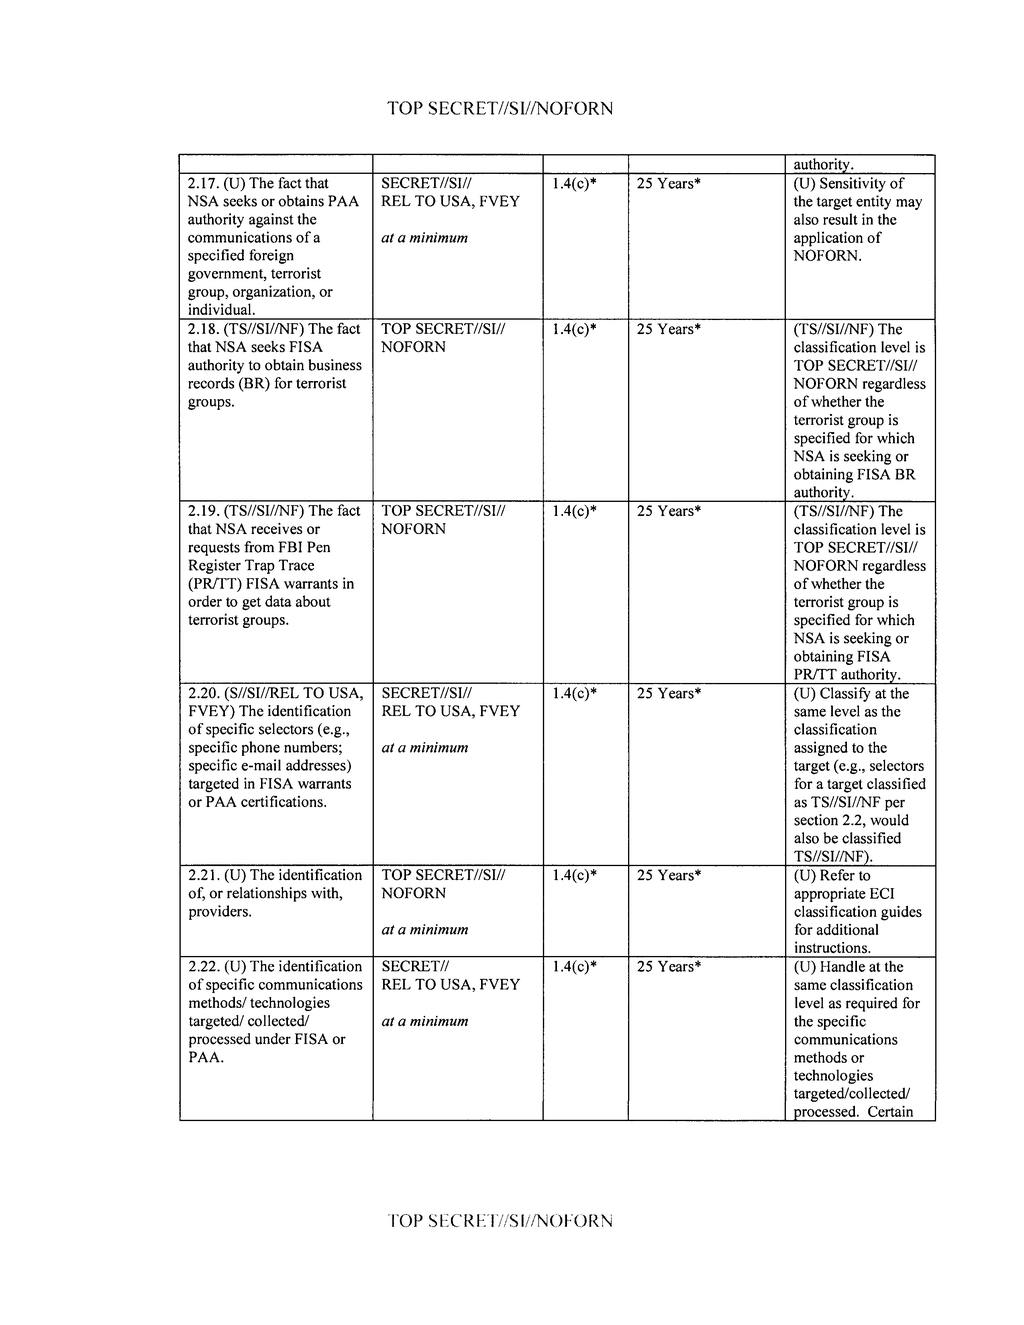 TOP SECRET//SI//NOFORN
authority.
2.17. (U) The fact that
NSA seeks or obtains PAA
authority against the
communications of a
specified foreign
government, terrorist
group, organization, or
individual.
SECRET//SI//
REL TO USA, FVEY
at a minimum
1.4(c)*
25 Years*
(U) Sensitivity of
the target entity may
also result in the
application of
NOFORN.
2.18. (TS//SI//NF) The fact
that NSA seeks FISA
authority to obtain business
records (BR) for terrorist
groups.
TOP SECRET//SI//
NOFORN
1.4(c)*
25 Years*
(TS//SI//NF) The
classification level is
TOP SECRET//SI//
NOFORN regardless
of whether the
terrorist group is
specified for which
NSA is seeking or
obtaining FISA BR
authority.
2.19. (TS//SI//NF) The fact
that NSA receives or
requests from FBI Pen
Register Trap Trace
(PR/TT) FISA warrants in
order to get data about
terrorist groups.
TOP SECRET//SI//
NOFORN
1.4(c)*
25 Years*
(TS//SI//NF) The
classification level is
TOP SECRET//SI//
NOFORN regardless
of whether the
terrorist group is
specified for which
NSA is seeking or
obtaining FISA
PR/TT authority.
2.20. (S//SI//REL TO USA,
FVEY) The identification
of specific selectors (e.g.,
specific phone numbers;
specific e-mail addresses)
targeted in FISA warrants
or PAA certifications.
SECRET//SI//
REL TO USA, FVEY
at a minimum
1.4(c)*
25 Years*
(U) Classify at the
same level as the
classification
assigned to the
target (e.g., selectors
for a target classified
as TS//SI//NF per
section 2.2, would
also be classified
TS//SI//NF).
2.21. (U) The identification
of, or relationships with,
providers.
TOP SECRET//SI//
NOFORN
at a minimum
1.4(c)*
25 Years*
(U) Refer to
appropriate ECI
classification guides
for additional
instructions.
2.22. (U) The identification
of specific communications
methods/ technologies
targeted/ collected/
processed under FISA or
PAA.
SECRET//
REL TO USA, FVEY
at a minimum
1.4(c)*
25 Years*
(U) Handle at the
same classification
level as required for
the specific
communications
methods or
technologies
targeted/collected/
processed. Certain
TOP SECRET//SI//NOFORN